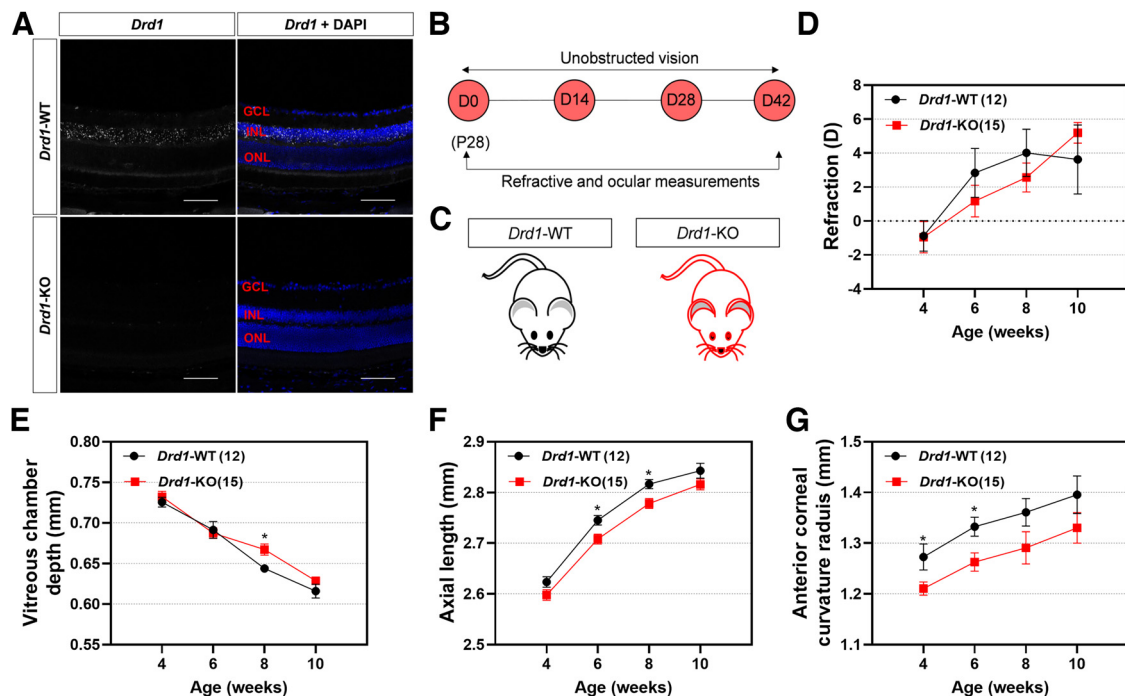 A
Drd1
Drd1 + DAPI
Drd1-WT
GCL
INL
ONL
Drd1-KO
GCL
INL
ONL
B
Unobstructed vision
D0
D14
D28
D42
(P28)
Refractive and ocular measurements
C
Drd1-WT
Drd1-KO
D
Refraction (D)
8
6
4
2
0
-2
-4
Drd1-WT (12)
Drd1-KO(15)
4 6 8 10
Age (weeks)
E
Vitreous chamber
depth (mm)
0.80
0.75
0.70
0.65
0.60
0.55
Drd1-WT (12)
Drd1-KO(15)
*
4 6 8 10
Age (weeks)
F
Axial length (mm)
2.9
2.8
2.7
2.6
2.5
Drd1-WT (12)
Drd1-KO(15)
* *
4 6 8 10
Age (weeks)
G
Anterior corneal
curvature raduis (mm)
1.5
1.4
1.3
1.2
1.1
Drd1-WT (12)
Drd1-KO(15)
* *
4 6 8 10
Age (weeks)